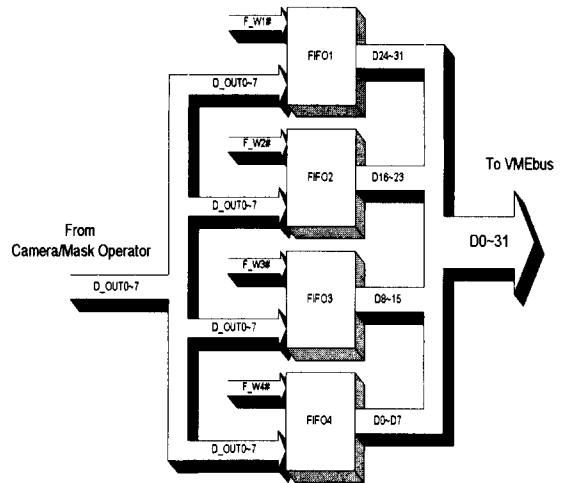 F_W1#
FIFO1
D24~31
D_OUT0~7
F_W2#
FIFO2
D16~23
To VMEbus
D_OUT0~7
From
Camera/Mask Operator
D0~31
F_W3#
FIFO3
D_OUT0~7
D8~15
D_OUT0~7
F_W4#
FIFO4
D0~D7
D_OUT0~7